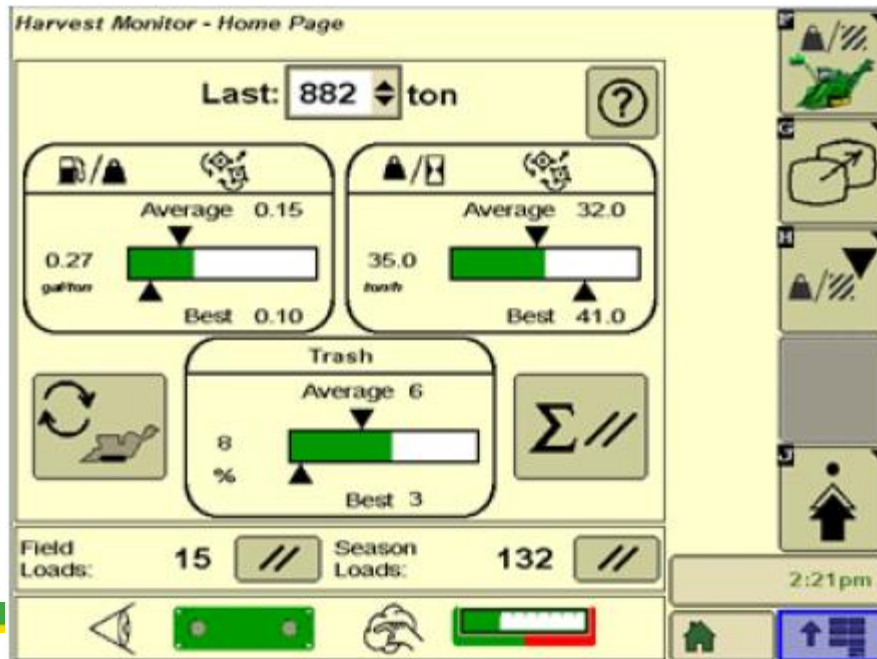 Harvest Monitor - Home Page
F
Last: 882 ton
?
G
Average 0.15
0.27
gal/ton
Best 0.10
Average 32.0
35.0
ton/h
Best 41.0
H
Trash
Average 6
8
%
Best 3
Σ//
J
Field Loads: 15 //
Season Loads: 132 //
2:21pm